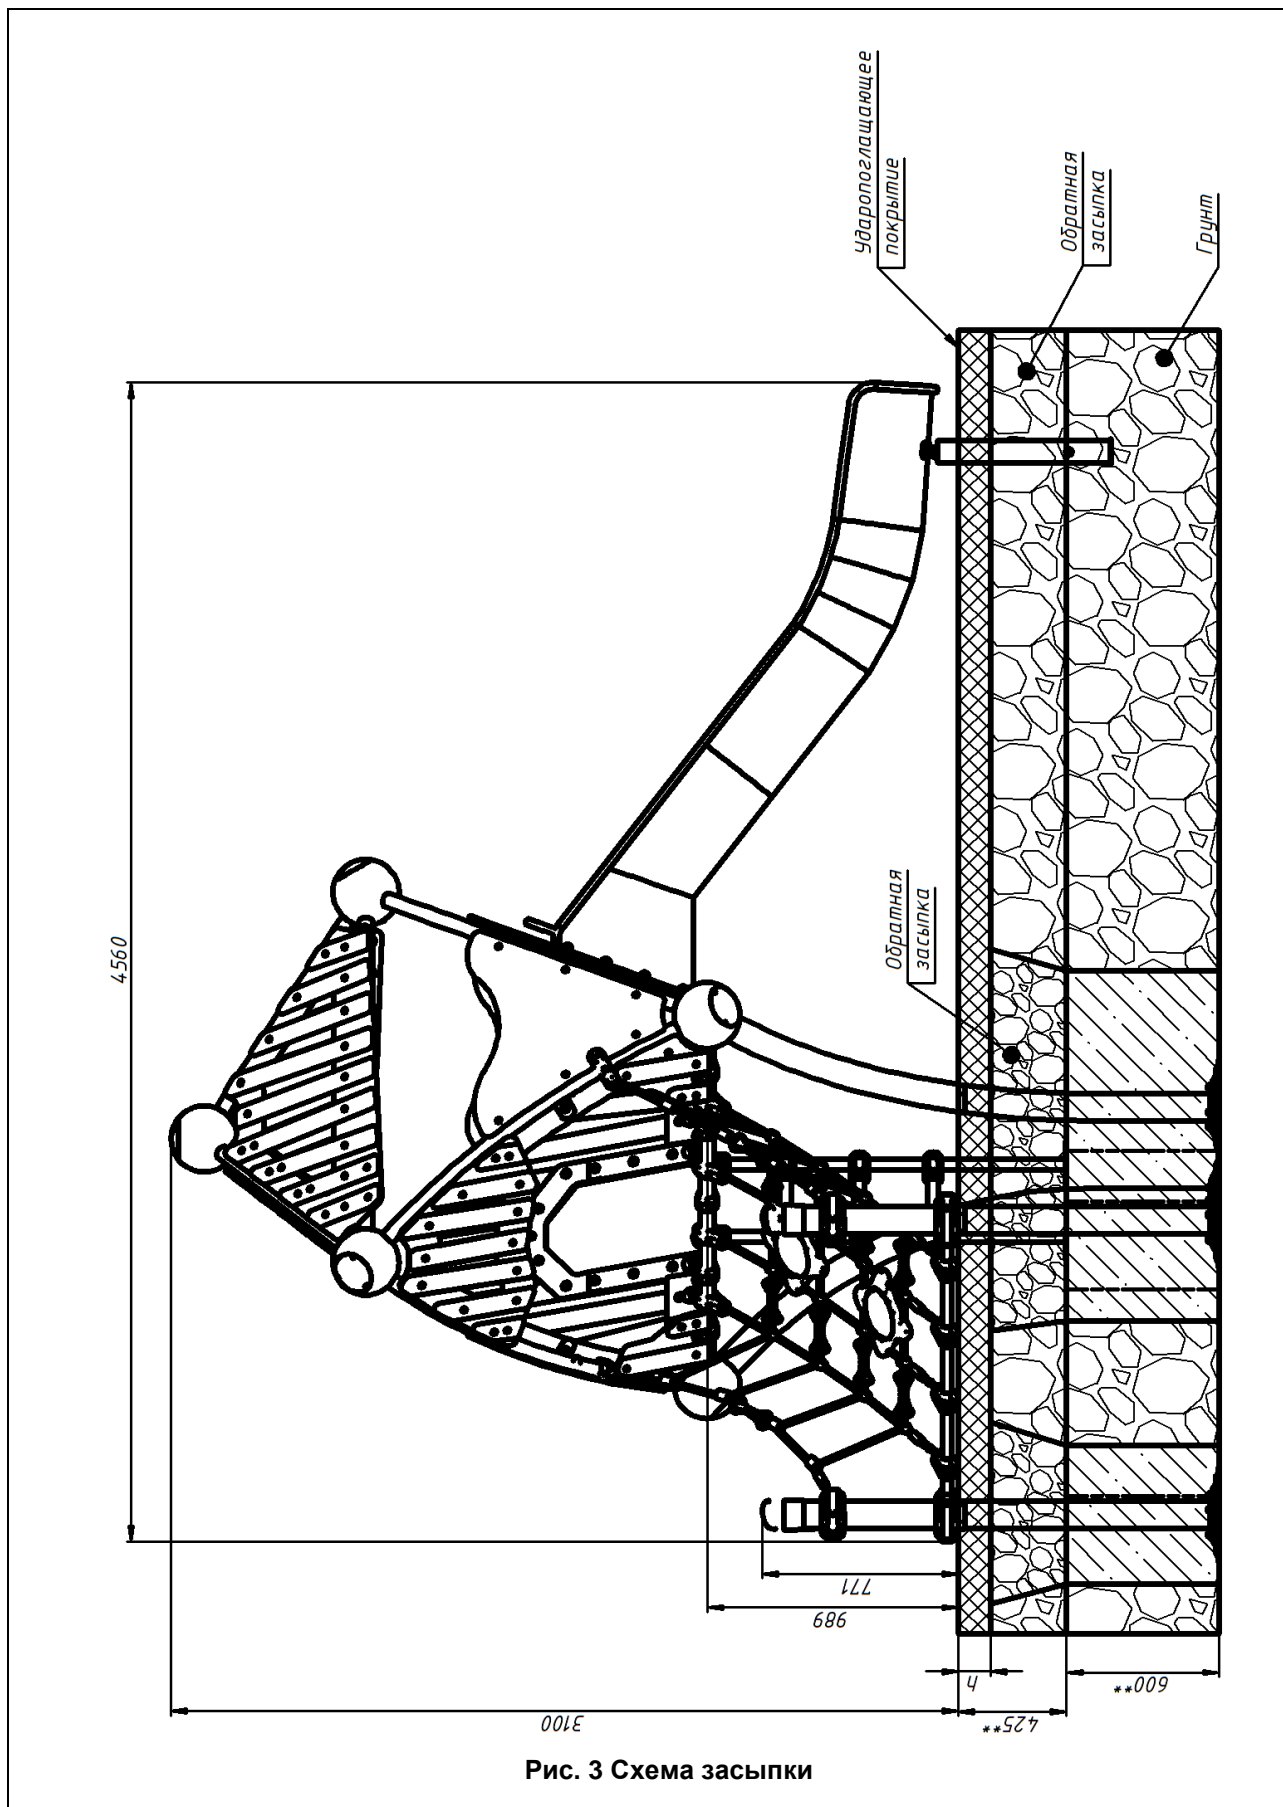 Ударопоглащающее
покрытие
Обратная
засыпка
Грунт
4560
Обратная
засыпка
771
989
h
600**
3100
425**
Рис. 3 Схема засыпки